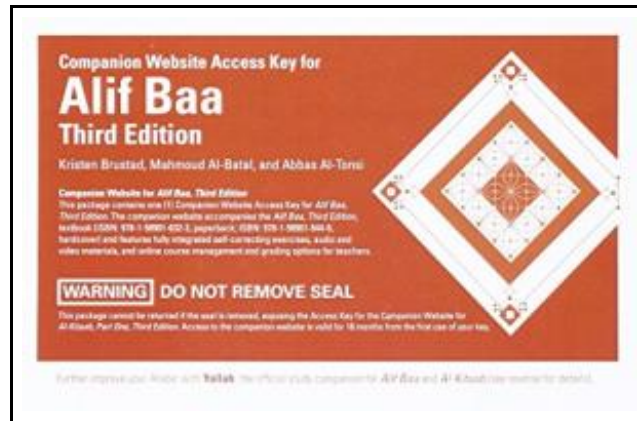 Companion Website Access Key for
Alif Baa
Third Edition
Kristen Brustad, Mahmoud Al-Batal, and Abbas Al-Tonsi
Companion Website for Alif Baa, Third Edition
This package contains one (1) Companion Website Access Key for Alif Baa,
Third Edition. The companion website accompanies the Alif Baa, Third Edition,
textbook (ISBN: 978-1-58901-632-3, paperback; ISBN: 978-1-58901-644-6,
hardcover) and features fully integrated self-correcting exercises, audio and
video materials, and online course management and grading options for teachers.
WARNING DO NOT REMOVE SEAL
This package cannot be returned if the seal is removed, exposing the Access Key for the Companion Website for
Al-Kitaab, Part One, Third Edition. Access to the companion website is valid for 18 months from the first use of your key.
Further improve your Arabic with Yallah, the official study companion for Alif Baa and Al-Kitaab (see reverse for details).